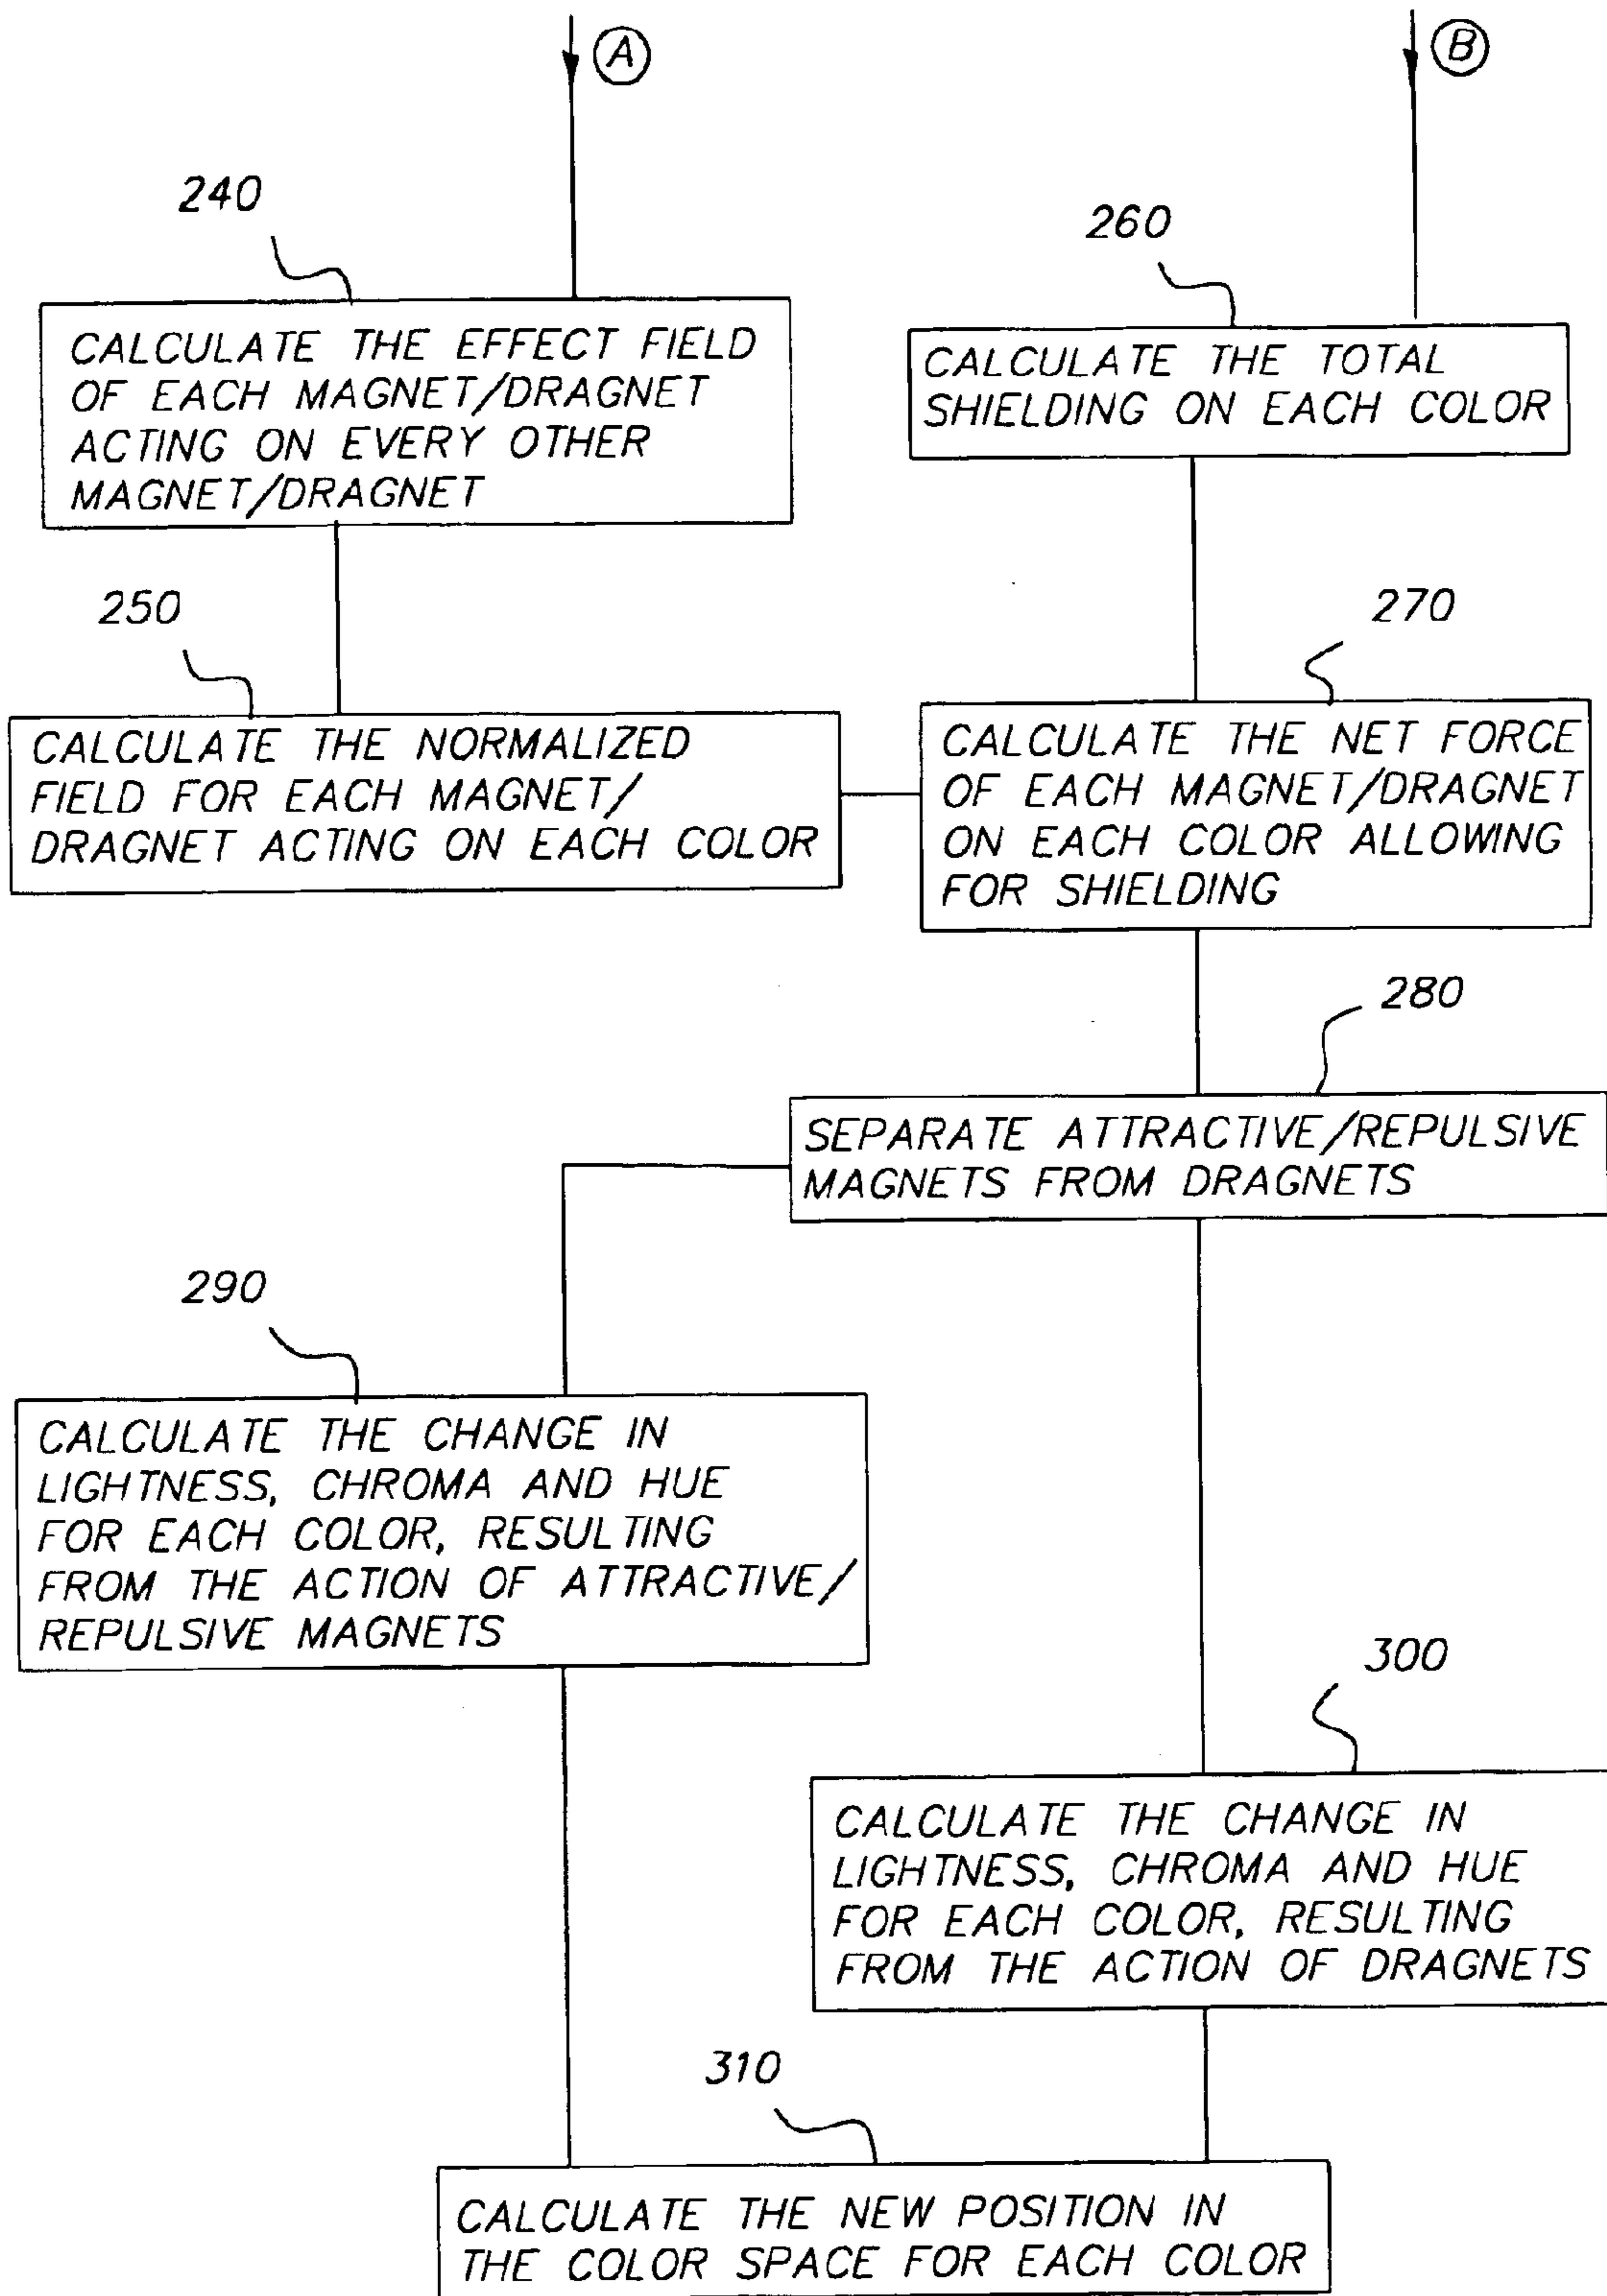 A
B
240
CALCULATE THE EFFECT FIELD
OF EACH MAGNET/DRAGNET
ACTING ON EVERY OTHER
MAGNET/DRAGNET
260
CALCULATE THE TOTAL
SHIELDING ON EACH COLOR
250
CALCULATE THE NORMALIZED
FIELD FOR EACH MAGNET/
DRAGNET ACTING ON EACH COLOR
270
CALCULATE THE NET FORCE
OF EACH MAGNET/DRAGNET
ON EACH COLOR ALLOWING
FOR SHIELDING
280
SEPARATE ATTRACTIVE/REPULSIVE
MAGNETS FROM DRAGNETS
290
CALCULATE THE CHANGE IN
LIGHTNESS, CHROMA AND HUE
FOR EACH COLOR, RESULTING
FROM THE ACTION OF ATTRACTIVE/
REPULSIVE MAGNETS
300
CALCULATE THE CHANGE IN
LIGHTNESS, CHROMA AND HUE
FOR EACH COLOR, RESULTING
FROM THE ACTION OF DRAGNETS
310
CALCULATE THE NEW POSITION IN
THE COLOR SPACE FOR EACH COLOR